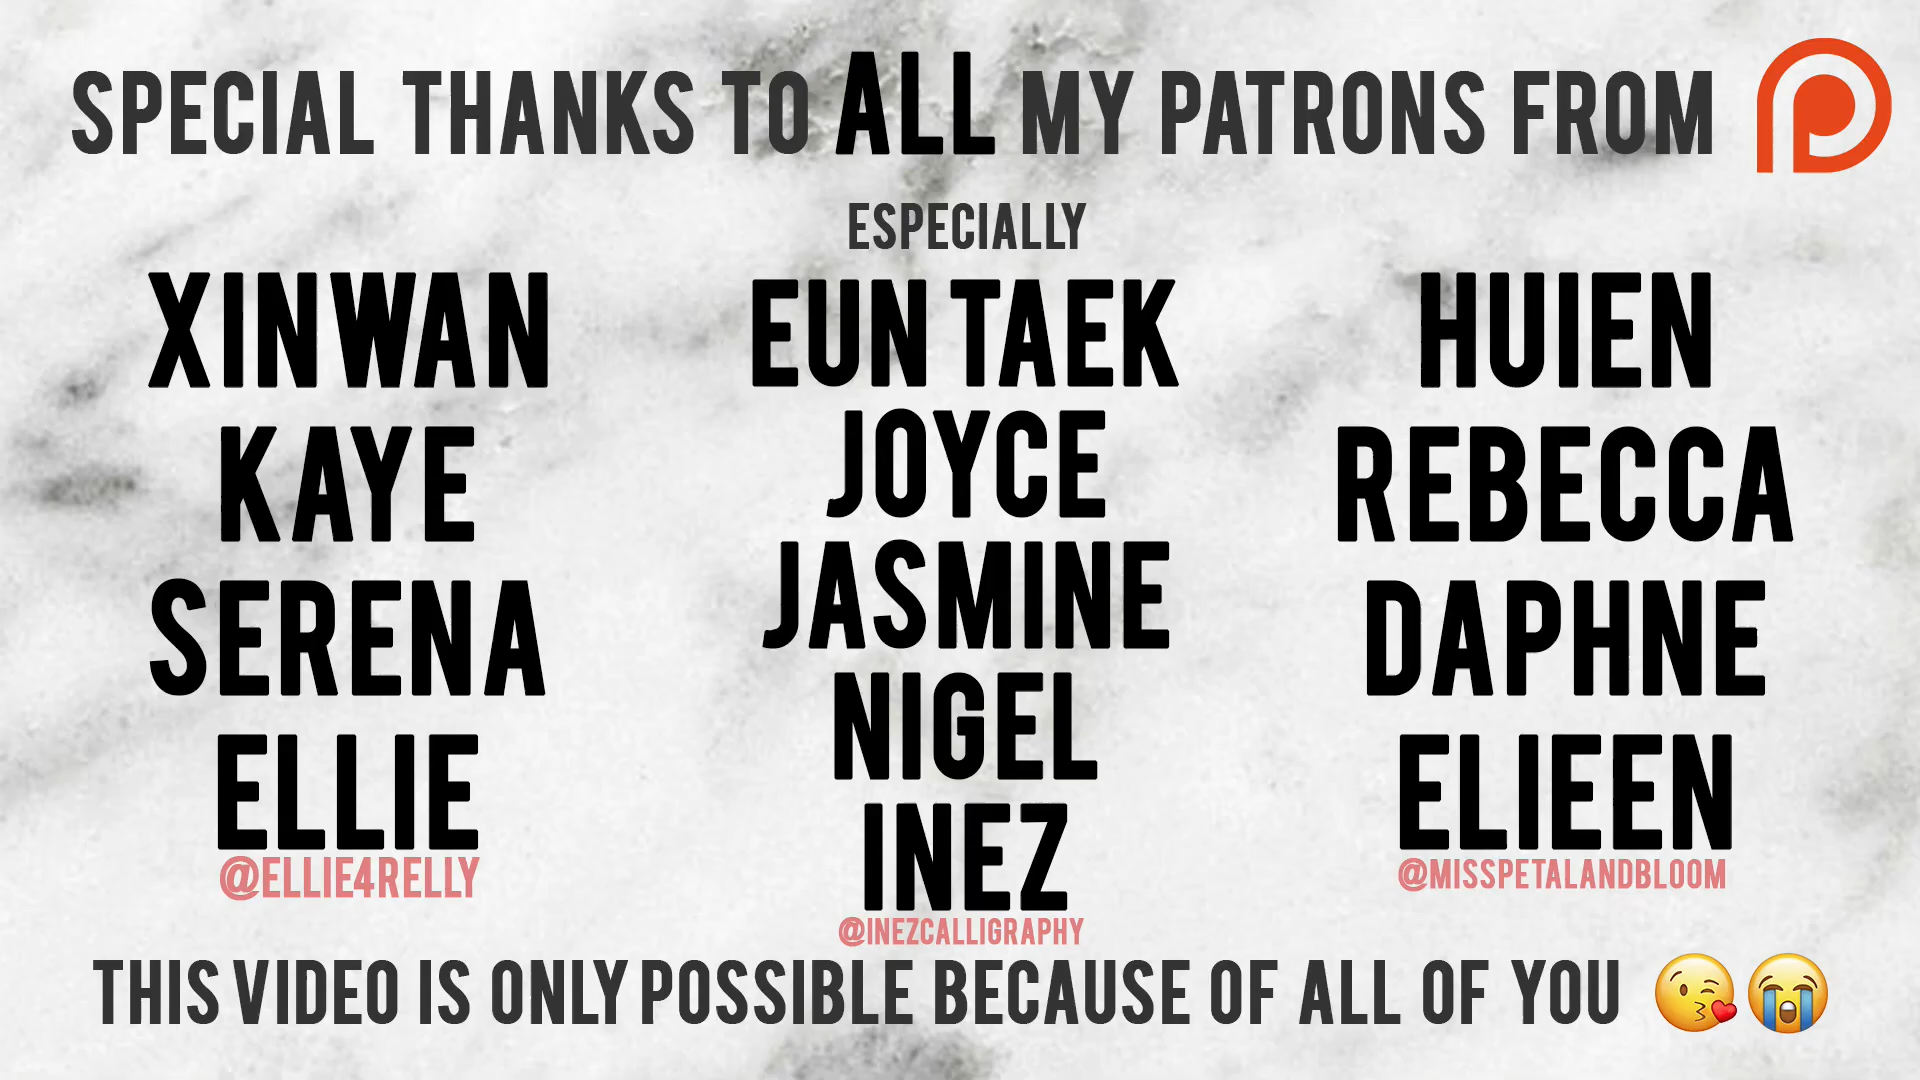 SPECIAL THANKS TO ALL MY PATRONS FROM
ESPECIALLY
XINWAN
KAYE
SERENA
ELLIE
@ELLIE4RELLY
EUN TAEK
JOYCE
JASMINE
NIGEL
INEZ
@INEZCALLIGRAPHY
HUIEN
REBECCA
DAPHNE
ELIEEN
@MISSPETALANDBLOOM
THIS VIDEO IS ONLY POSSIBLE BECAUSE OF ALL OF YOU 😘😭